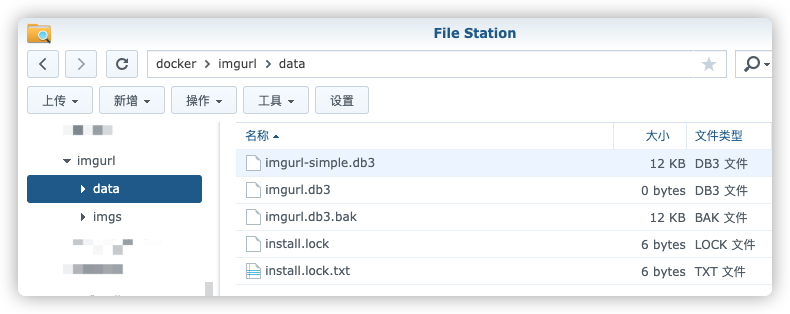 File Station
docker > imgurl > data
上传 新增 操作 工具 设置
名称 大小 文件类型
imgurl
data
imgs
imgurl-simple.db3 12 KB DB3 文件
imgurl.db3 0 bytes DB3 文件
imgurl.db3.bak 12 KB BAK 文件
install.lock 6 bytes LOCK 文件
install.lock.txt 6 bytes TXT 文件